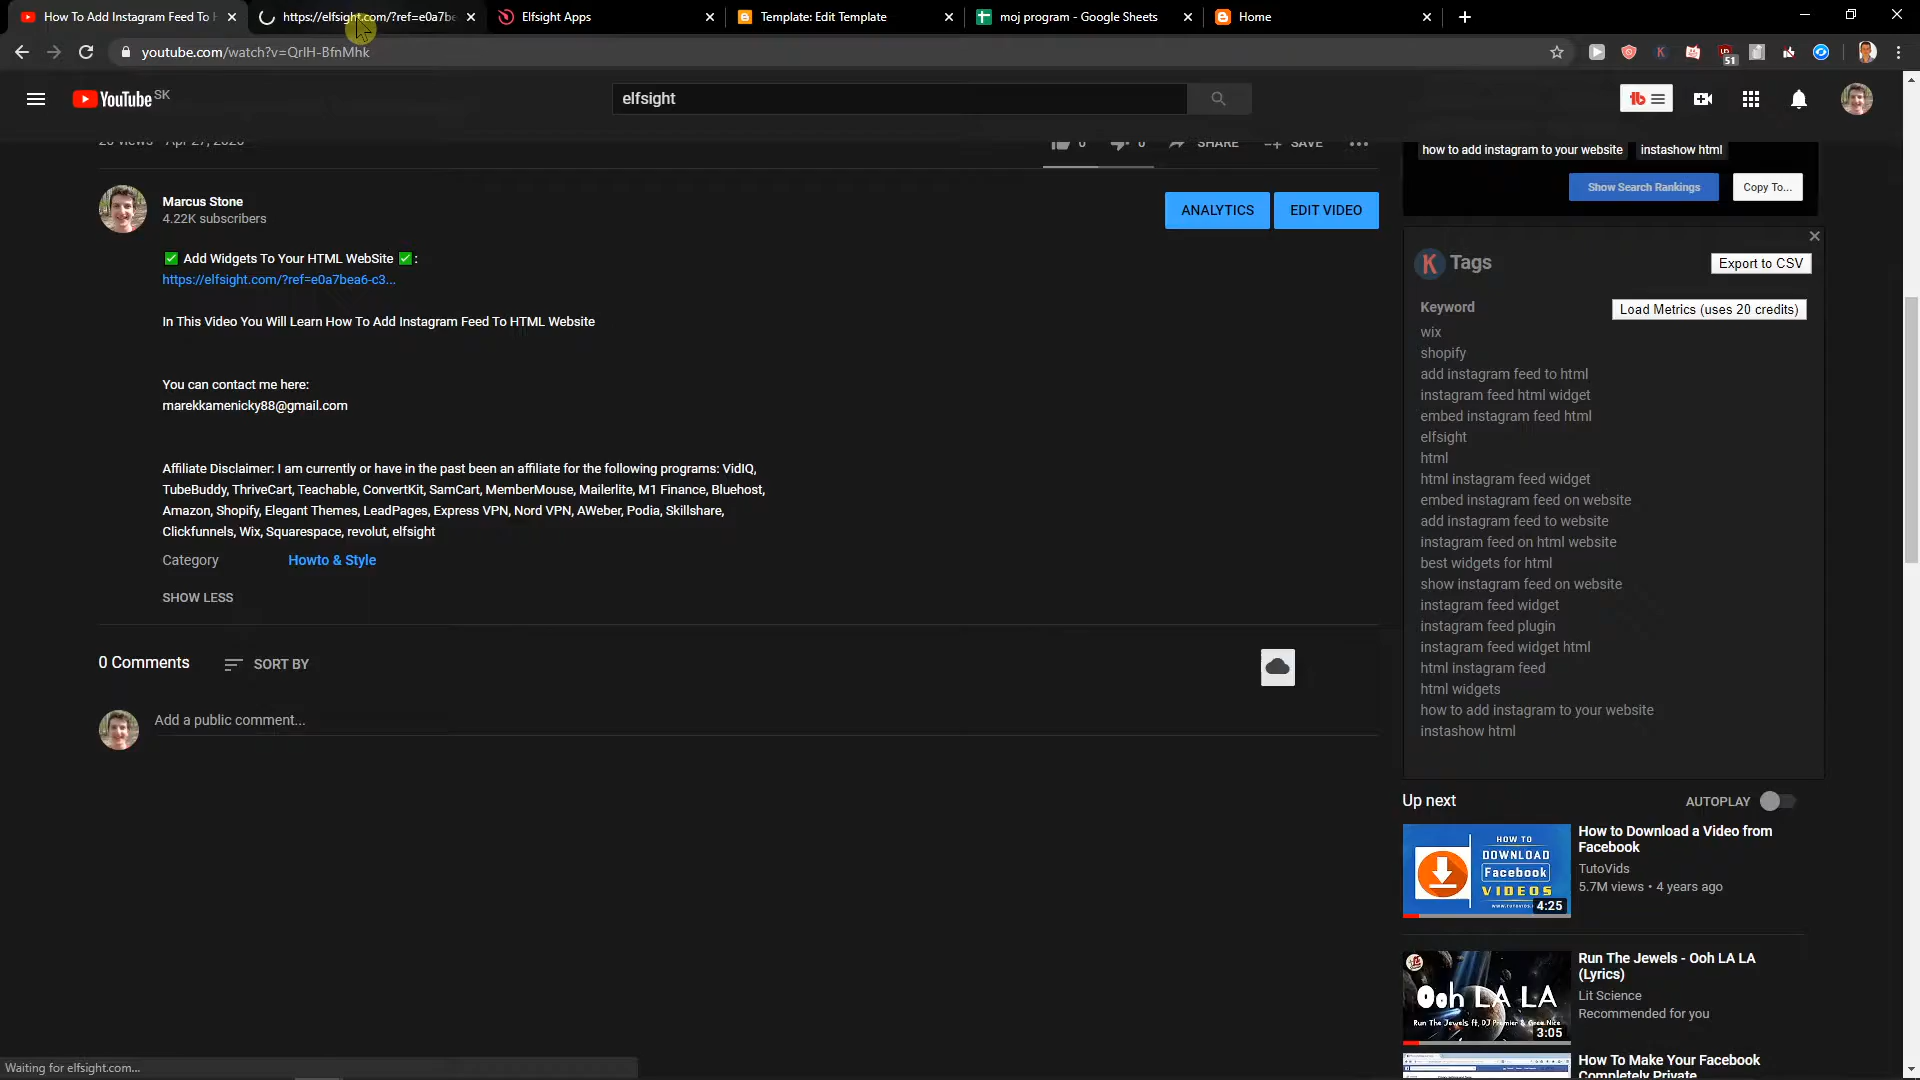 How To Add Instagram Feed To H
https://elfsight.com/?ref=e0a7be
Elfsight Apps
Template: Edit Template
moj program - Google Sheets
Home
youtube.com/watch?v=QrlH-BfnMhk
51
YouTube SK
elfsight
SHARE
SAVE
Marcus Stone
4.22K subscribers
ANALYTICS
EDIT VIDEO
Add Widgets To Your HTML WebSite :
https://elfsight.com/?ref=e0a7bea6-c3...
In This Video You Will Learn How To Add Instagram Feed To HTML Website
You can contact me here:
marekkamenicky88@gmail.com
Affiliate Disclaimer: I am currently or have in the past been an affiliate for the following programs: VidIQ,
TubeBuddy, ThriveCart, Teachable, ConvertKit, SamCart, MemberMouse, Mailerlite, M1 Finance, Bluehost,
Amazon, Shopify, Elegant Themes, LeadPages, Express VPN, Nord VPN, AWeber, Podia, Skillshare,
Clickfunnels, Wix, Squarespace, revolut, elfsight
Category
Howto & Style
SHOW LESS
0 Comments
SORT BY
Add a public comment...
how to add instagram to your website
instashow html
Show Search Rankings
Copy To...
K Tags
Export to CSV
Keyword
Load Metrics (uses 20 credits)
wix
shopify
add instagram feed to html
instagram feed html widget
embed instagram feed html
elfsight
html
html instagram feed widget
embed instagram feed on website
add instagram feed to website
instagram feed on html website
best widgets for html
show instagram feed on website
instagram feed widget
instagram feed plugin
instagram feed widget html
html instagram feed
html widgets
how to add instagram to your website
instashow html
Up next
AUTOPLAY
HOW TO
DOWNLOAD
Facebook
VIDEOS
4:25
How to Download a Video from
Facebook
TutoVids
5.7M views • 4 years ago
Ooh LA LA
Run The Jewels ft. DJ Premier & Greg Nice
3:05
Run The Jewels - Ooh LA LA
(Lyrics)
Lit Science
Recommended for you
How To Make Your Facebook
Completely Private
Waiting for elfsight.com...